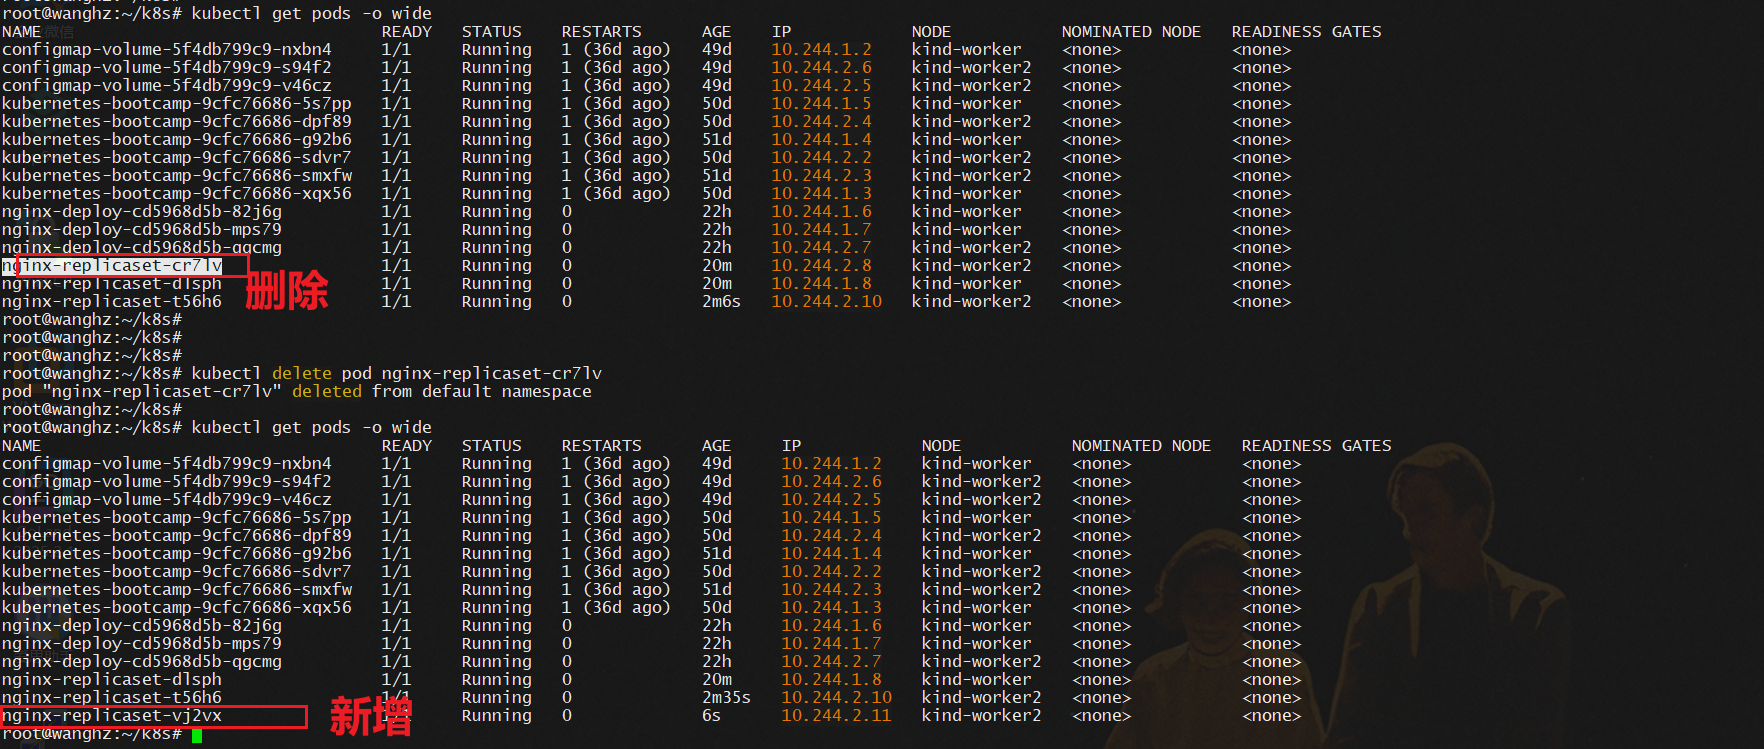 root@wanghz:~/k8s# kubectl get pods -o wide
NAME READY STATUS RESTARTS AGE IP NODE NOMINATED NODE READINESS GATES
configmap-volume-5f4db799c9-nxbn4 1/1 Running 1 (36d ago) 49d 10.244.1.2 kind-worker <none> <none>
configmap-volume-5f4db799c9-s94f2 1/1 Running 1 (36d ago) 49d 10.244.2.6 kind-worker2 <none> <none>
configmap-volume-5f4db799c9-v46cz 1/1 Running 1 (36d ago) 49d 10.244.2.5 kind-worker2 <none> <none>
kubernetes-bootcamp-9cfc76686-5s7pp 1/1 Running 1 (36d ago) 50d 10.244.1.5 kind-worker <none> <none>
kubernetes-bootcamp-9cfc76686-dpf89 1/1 Running 1 (36d ago) 50d 10.244.2.4 kind-worker2 <none> <none>
kubernetes-bootcamp-9cfc76686-g92b6 1/1 Running 1 (36d ago) 51d 10.244.1.4 kind-worker <none> <none>
kubernetes-bootcamp-9cfc76686-sdvr7 1/1 Running 1 (36d ago) 50d 10.244.2.2 kind-worker2 <none> <none>
kubernetes-bootcamp-9cfc76686-smxfw 1/1 Running 1 (36d ago) 51d 10.244.2.3 kind-worker2 <none> <none>
kubernetes-bootcamp-9cfc76686-xqx56 1/1 Running 1 (36d ago) 50d 10.244.1.3 kind-worker <none> <none>
nginx-deploy-cd5968d5b-82j6g 1/1 Running 0 22h 10.244.1.6 kind-worker <none> <none>
nginx-deploy-cd5968d5b-mps79 1/1 Running 0 22h 10.244.1.7 kind-worker <none> <none>
nginx-deploy-cd5968d5b-qgcmg 1/1 Running 0 22h 10.244.2.7 kind-worker2 <none> <none>
nginx-replicaset-cr7lv 1/1 Running 0 20m 10.244.2.8 kind-worker2 <none> <none>
nginx-replicaset-dlsph 1/1 Running 0 20m 10.244.1.8 kind-worker <none> <none>
删除
nginx-replicaset-t56h6 1/1 Running 0 2m6s 10.244.2.10 kind-worker2 <none> <none>
root@wanghz:~/k8s#
root@wanghz:~/k8s#
root@wanghz:~/k8s#
root@wanghz:~/k8s# kubectl delete pod nginx-replicaset-cr7lv
pod "nginx-replicaset-cr7lv" deleted from default namespace
root@wanghz:~/k8s#
root@wanghz:~/k8s# kubectl get pods -o wide
NAME READY STATUS RESTARTS AGE IP NODE NOMINATED NODE READINESS GATES
configmap-volume-5f4db799c9-nxbn4 1/1 Running 1 (36d ago) 49d 10.244.1.2 kind-worker <none> <none>
configmap-volume-5f4db799c9-s94f2 1/1 Running 1 (36d ago) 49d 10.244.2.6 kind-worker2 <none> <none>
configmap-volume-5f4db799c9-v46cz 1/1 Running 1 (36d ago) 49d 10.244.2.5 kind-worker2 <none> <none>
kubernetes-bootcamp-9cfc76686-5s7pp 1/1 Running 1 (36d ago) 50d 10.244.1.5 kind-worker <none> <none>
kubernetes-bootcamp-9cfc76686-dpf89 1/1 Running 1 (36d ago) 50d 10.244.2.4 kind-worker2 <none> <none>
kubernetes-bootcamp-9cfc76686-g92b6 1/1 Running 1 (36d ago) 51d 10.244.1.4 kind-worker <none> <none>
kubernetes-bootcamp-9cfc76686-sdvr7 1/1 Running 1 (36d ago) 50d 10.244.2.2 kind-worker2 <none> <none>
kubernetes-bootcamp-9cfc76686-smxfw 1/1 Running 1 (36d ago) 51d 10.244.2.3 kind-worker2 <none> <none>
kubernetes-bootcamp-9cfc76686-xqx56 1/1 Running 1 (36d ago) 50d 10.244.1.3 kind-worker <none> <none>
nginx-deploy-cd5968d5b-82j6g 1/1 Running 0 22h 10.244.1.6 kind-worker <none> <none>
nginx-deploy-cd5968d5b-mps79 1/1 Running 0 22h 10.244.1.7 kind-worker <none> <none>
nginx-deploy-cd5968d5b-qgcmg 1/1 Running 0 22h 10.244.2.7 kind-worker2 <none> <none>
nginx-replicaset-dlsph 1/1 Running 0 20m 10.244.1.8 kind-worker <none> <none>
nginx-replicaset-t56h6 1/1 Running 0 2m35s 10.244.2.10 kind-worker2 <none> <none>
nginx-replicaset-vj2vx 1/1 Running 0 6s 10.244.2.11 kind-worker2 <none> <none>
新增
root@wanghz:~/k8s#